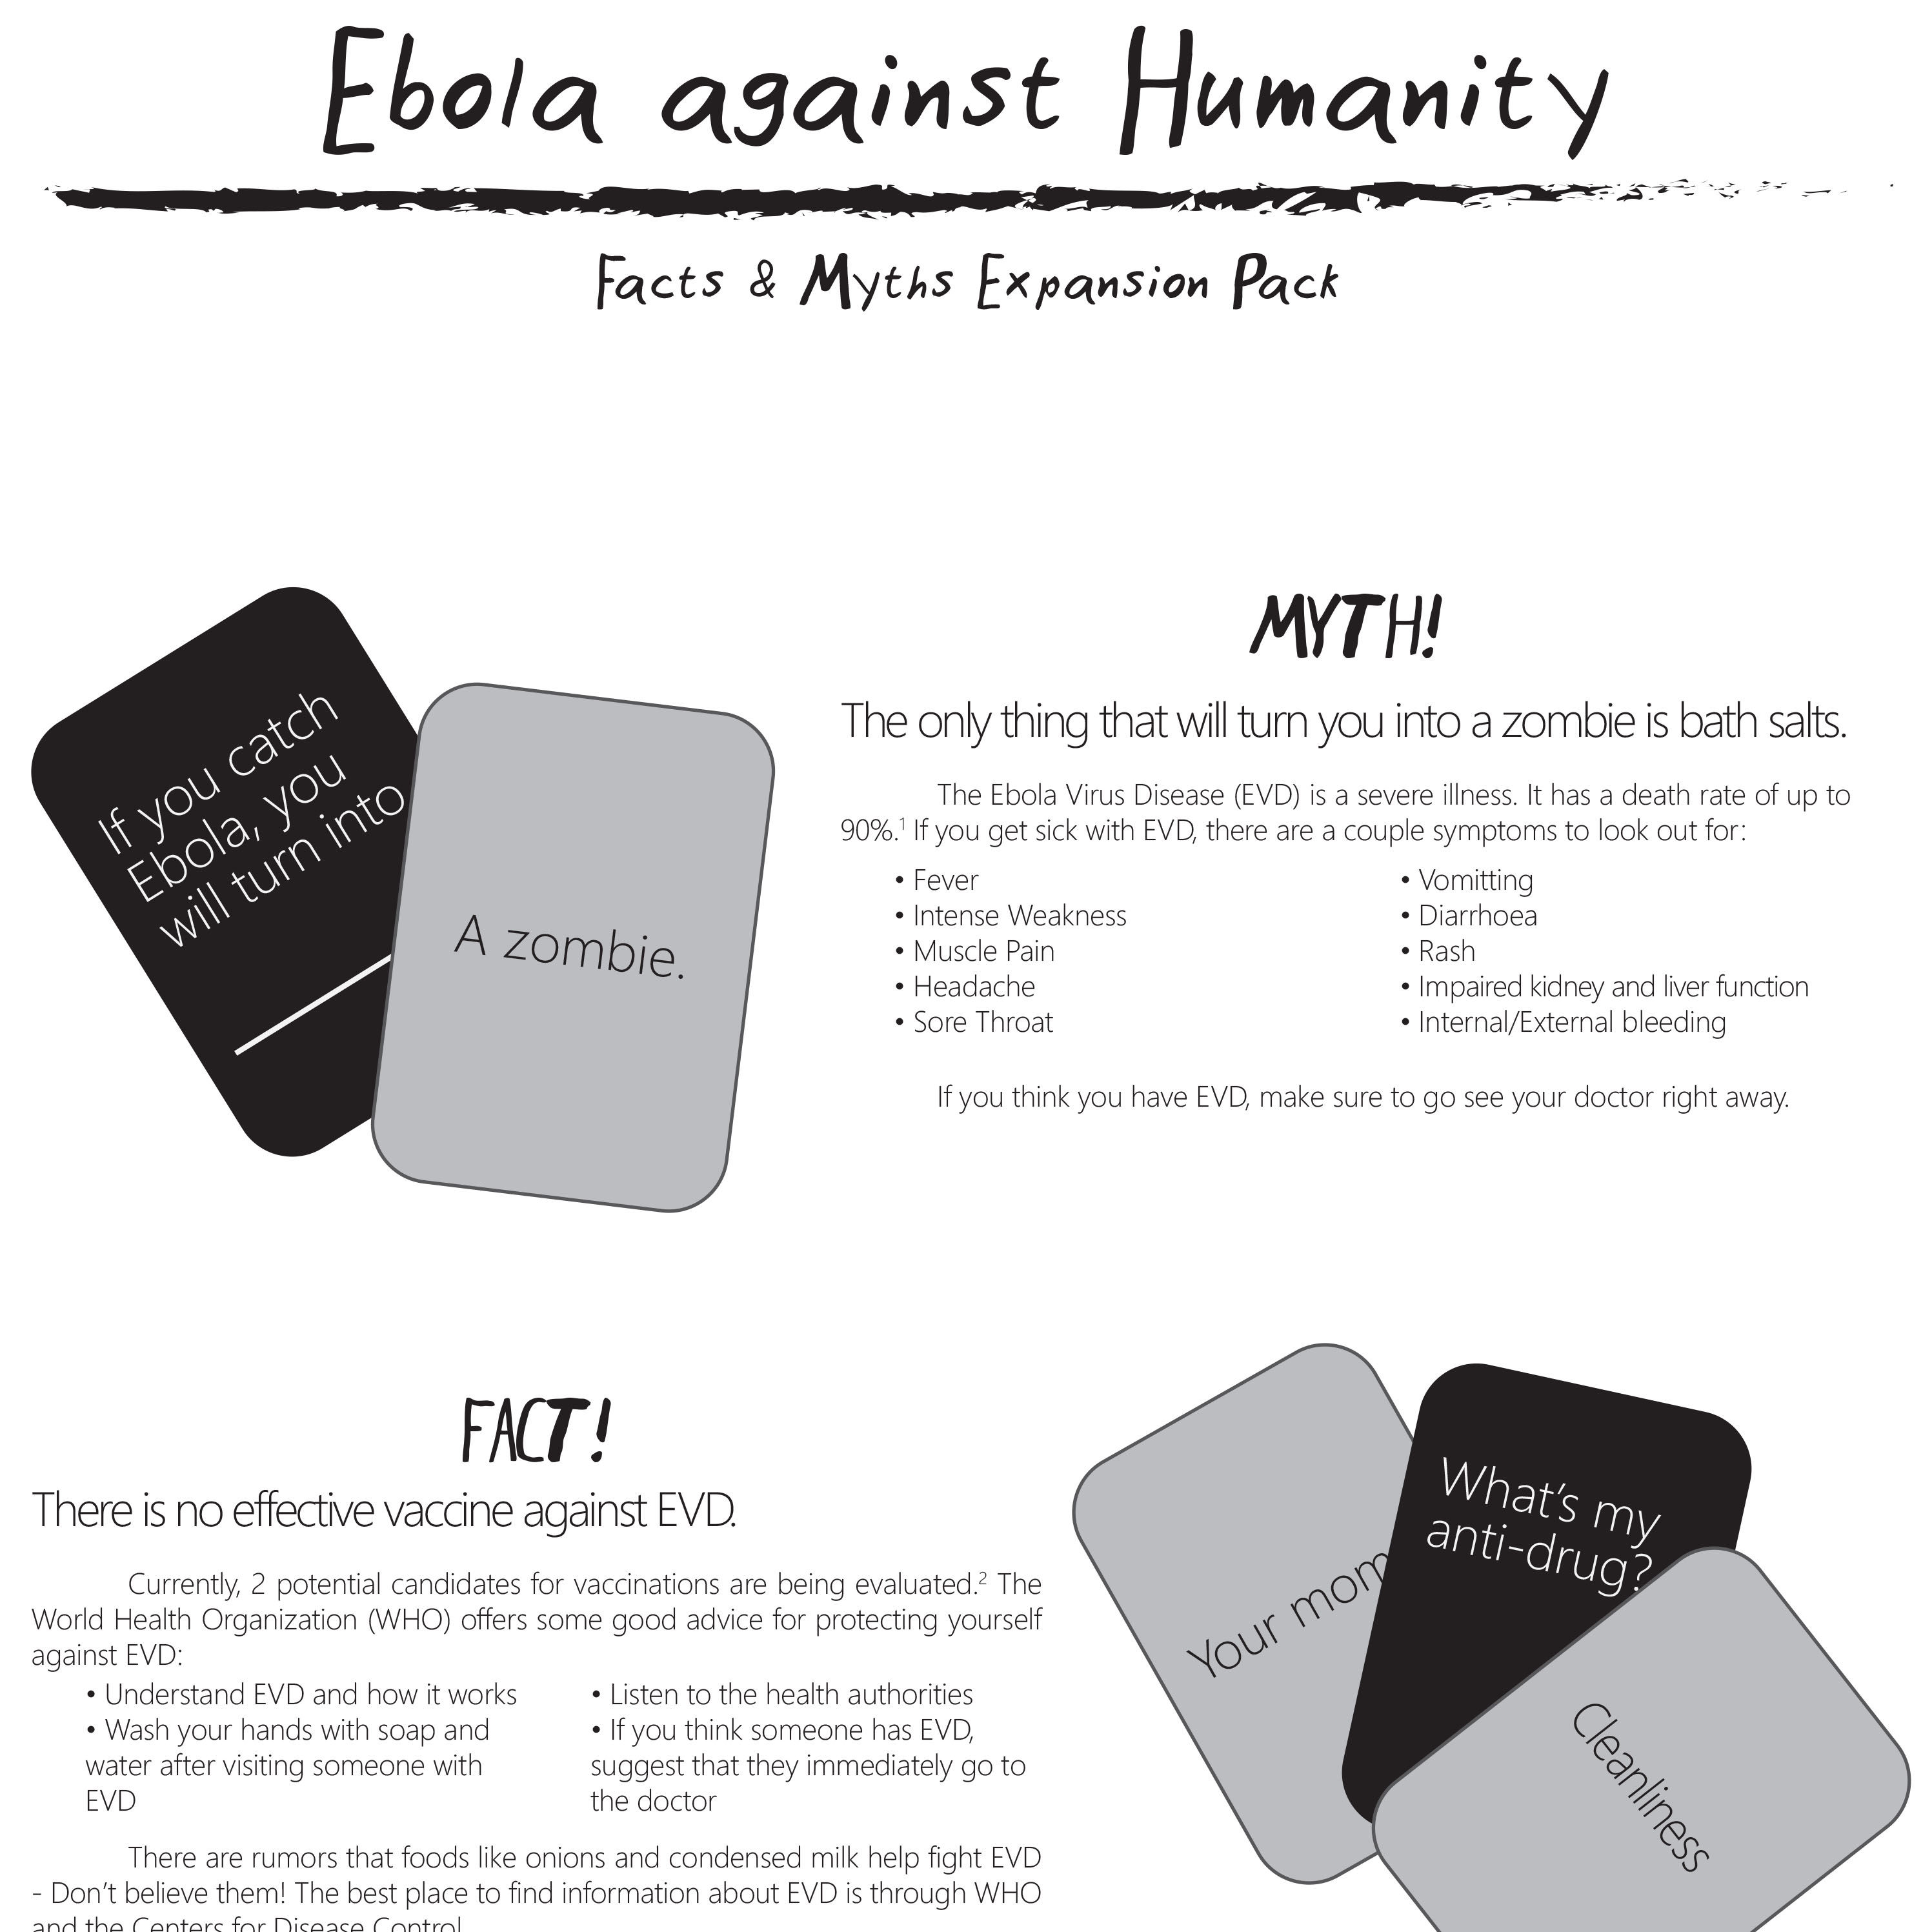 Ebola against Humanity
Facts & Myths Expansion Pack
If you catch
Ebola, you
will turn into
A zombie.
MYTH!
The only thing that will turn you into a zombie is bath salts.
The Ebola Virus Disease (EVD) is a severe illness. It has a death rate of up to
90%.¹ If you get sick with EVD, there are a couple symptoms to look out for:
• Fever
• Intense Weakness
• Muscle Pain
• Headache
• Sore Throat
• Vomitting
• Diarrhoea
• Rash
• Impaired kidney and liver function
• Internal/External bleeding
If you think you have EVD, make sure to go see your doctor right away.
FACT!
There is no effective vaccine against EVD.
Currently, 2 potential candidates for vaccinations are being evaluated.² The
World Health Organization (WHO) offers some good advice for protecting yourself
against EVD:
• Understand EVD and how it works
• Wash your hands with soap and
water after visiting someone with
EVD
• Listen to the health authorities
• If you think someone has EVD,
suggest that they immediately go to
the doctor
There are rumors that foods like onions and condensed milk help fight EVD
- Don't believe them! The best place to find information about EVD is through WHO
and the Centers for Disease Control
Your mom
What's my
anti-drug?
Cleanliness